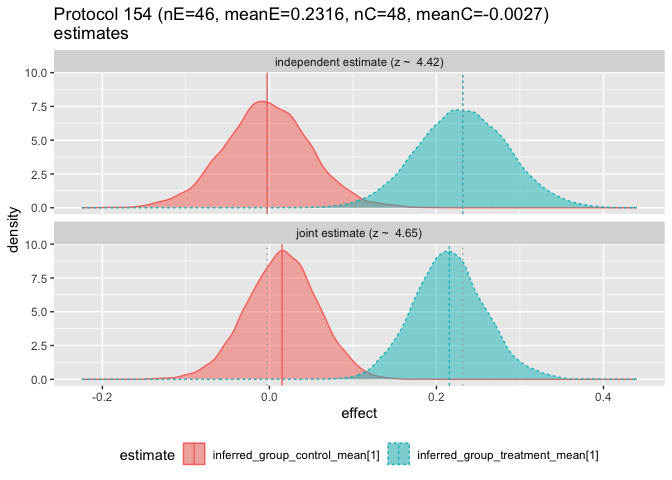 Protocol 154 (nE=46, meanE=0.2316, nC=48, meanC=-0.0027)
estimates
independent estimate (z ~  4.42)
10.0
7.5
5.0
2.5
0.0
joint estimate (z ~  4.65)
10.0
7.5
5.0
2.5
0.0
density
-0.2 0.0 0.2 0.4
effect
estimate inferred_group_control_mean[1] inferred_group_treatment_mean[1]